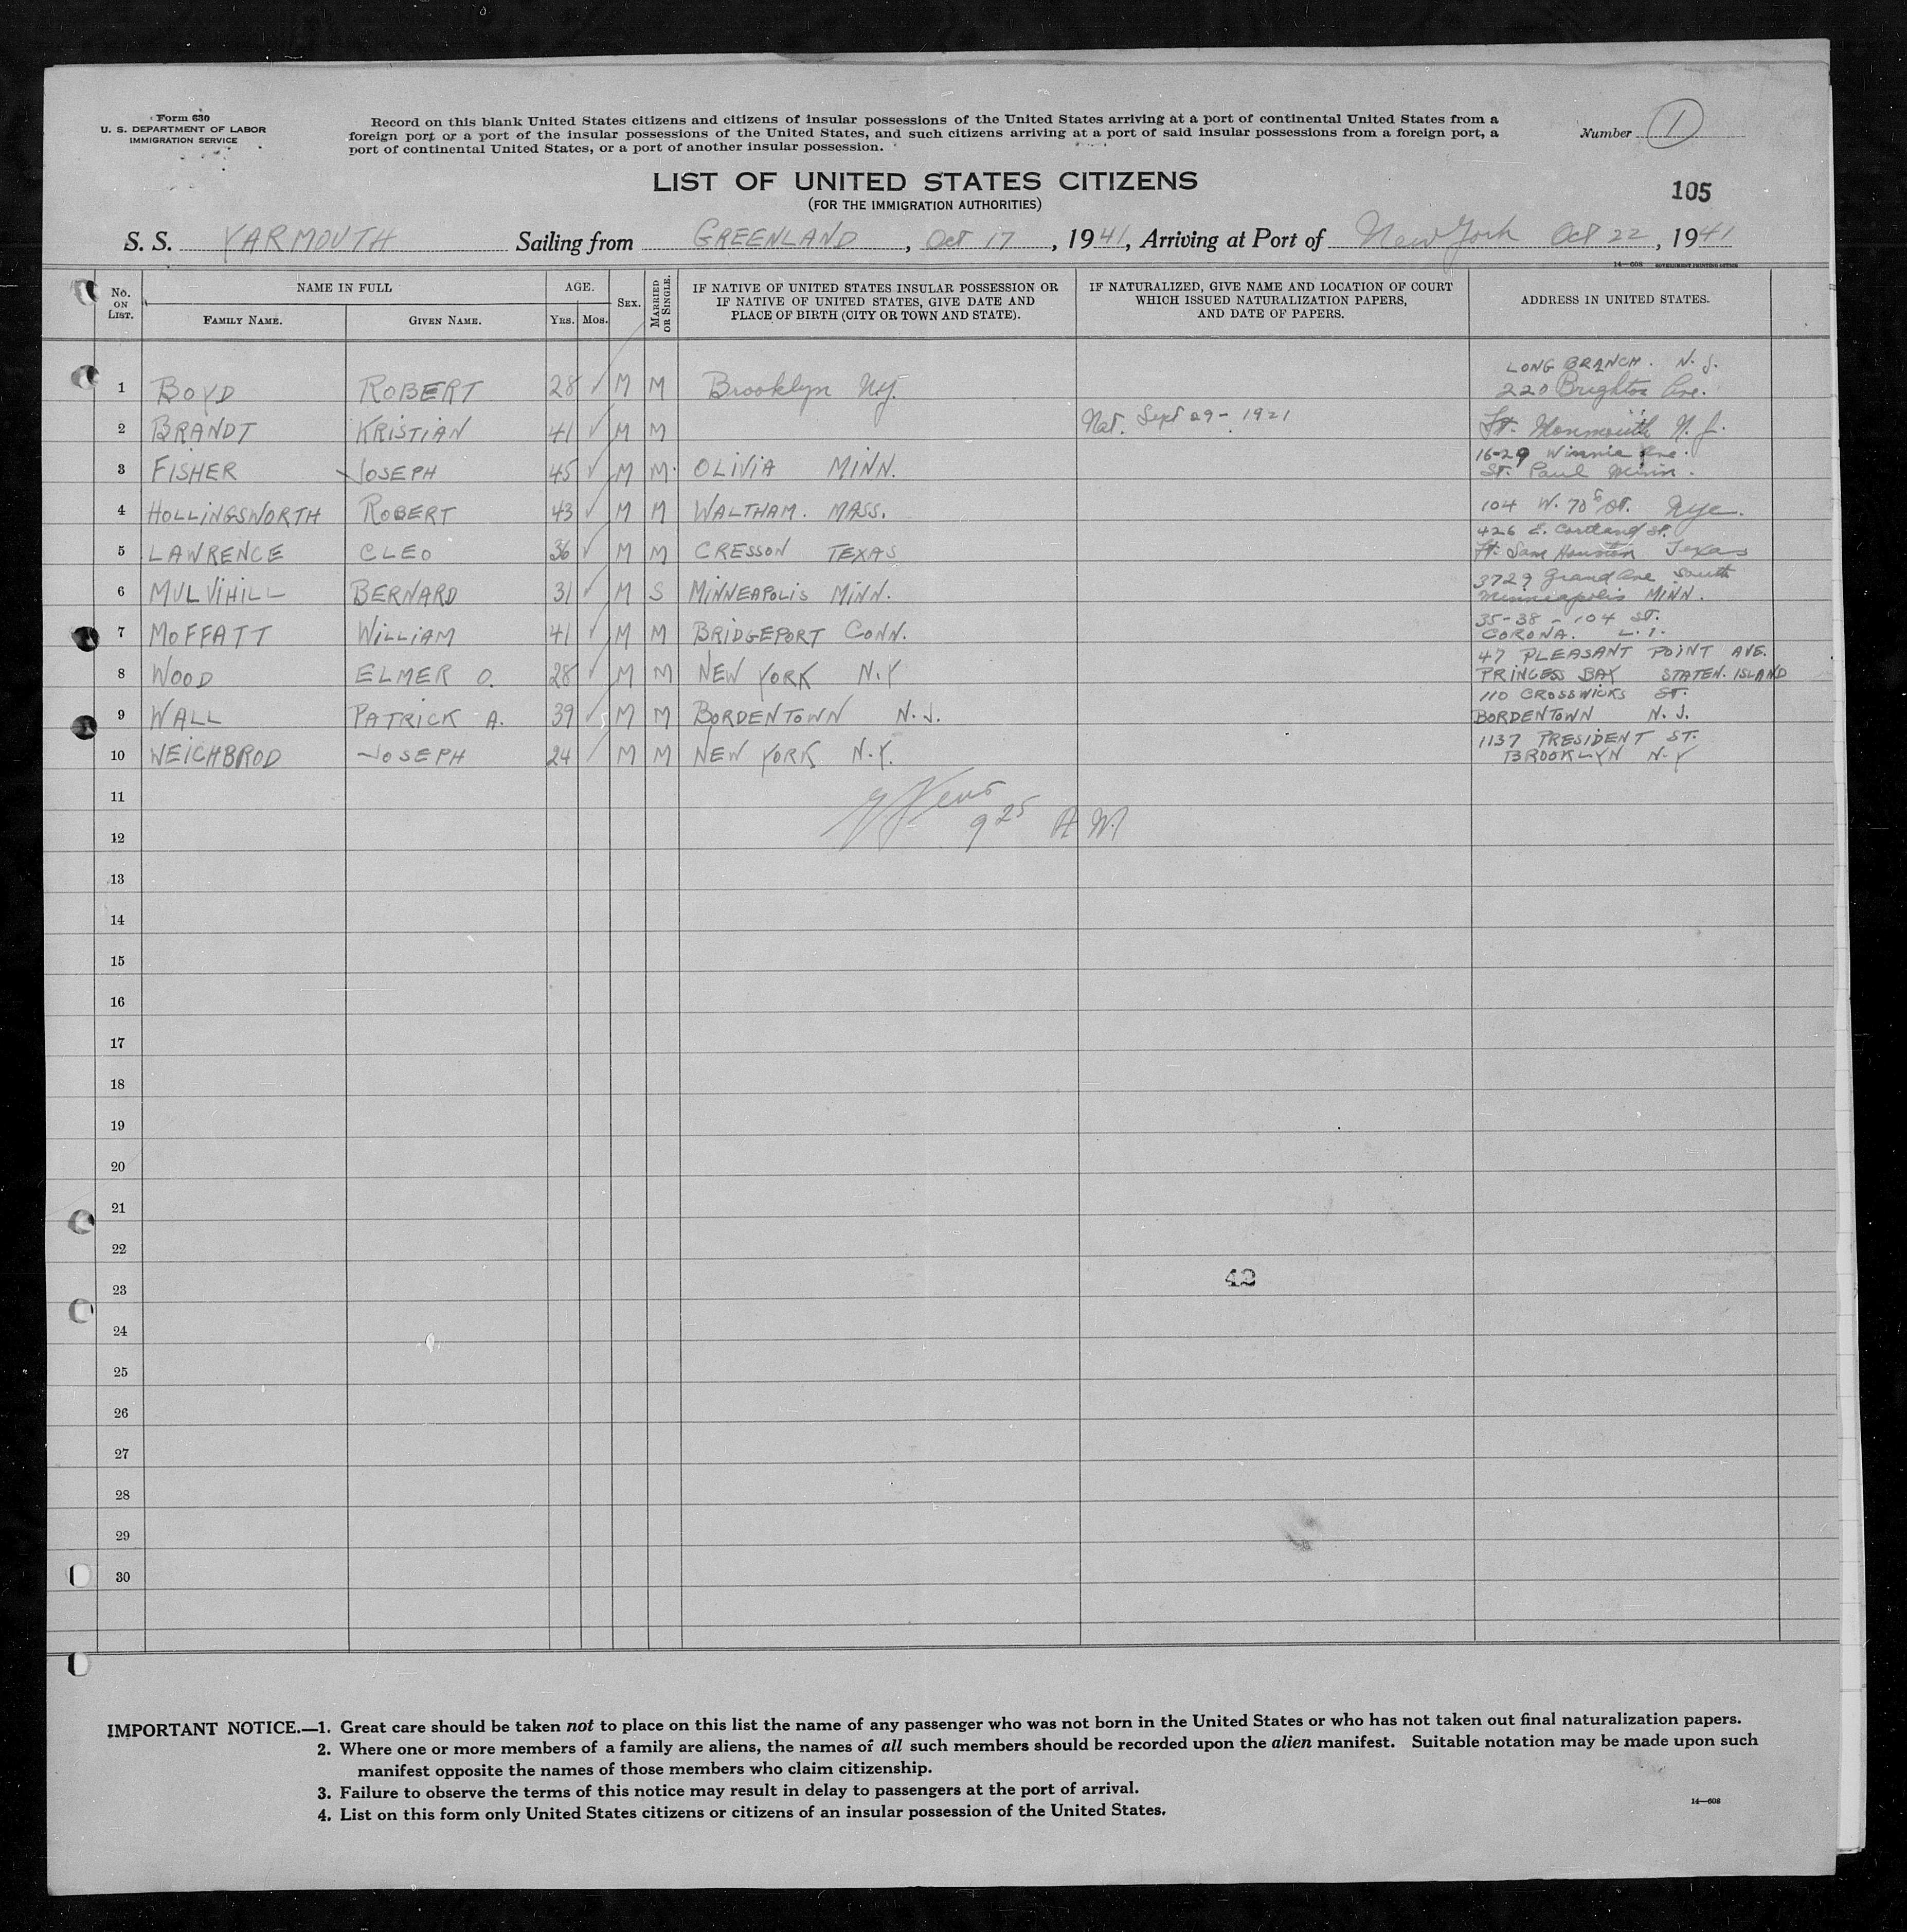 Form 630
U. S. DEPARTMENT OF LABOR
IMMIGRATION SERVICE
Record on this blank United States citizens and citizens of insular possessions of the United States arriving at a port of continental United States from a
foreign port or a port of the insular possessions of the United States, and such citizens arriving at a port of said insular possessions from a foreign port, a
port of continental United States, or a port of another insular possession.
Number 1
LIST OF UNITED STATES CITIZENS
(FOR THE IMMIGRATION AUTHORITIES)
105
S. S. YARMOUTH Sailing from GREENLAND, Oct 17, 1941, Arriving at Port of New York Oct 22, 1941
14—608 GOVERNMENT PRINTING OFFICE
No. ON LIST. NAME IN FULL AGE. SEX. MARRIED OR SINGLE. IF NATIVE OF UNITED STATES INSULAR POSSESSION OR IF NATIVE OF UNITED STATES, GIVE DATE AND PLACE OF BIRTH (CITY OR TOWN AND STATE). IF NATURALIZED, GIVE NAME AND LOCATION OF COURT WHICH ISSUED NATURALIZATION PAPERS, AND DATE OF PAPERS. ADDRESS IN UNITED STATES.
FAMILY NAME. GIVEN NAME. YRS. MOS.
LONG BRANCH. N. J.
1 BOYD ROBERT 28 ✓ M M Brooklyn N.Y. 220 Brighton Ave.
2 BRANDT KRISTIAN 41 ✓ M M Nat. Sept 29 - 1921 Ft. Monmouth N. J.
16-29 Winnie Ave.
3 FISHER JOSEPH 45 ✓ M M OLIVIA MINN. St. Paul Minn.
4 HOLLINGSWORTH ROBERT 43 ✓ M M WALTHAM. MASS. 104 W. 70 St. Nyc.
426 E. Cortland St.
5 LAWRENCE CLEO 36 ✓ M M CRESSON TEXAS Ft. Sam Houston Texas
3729 Grand Ave South
6 MULVIHILL BERNARD 31 ✓ M S MINNEAPOLIS MINN. Minneapolis MINN.
35-38 - 104 ST.
7 MOFFATT WILLIAM 41 ✓ M M BRIDGEPORT CONN. CORONA. L. I.
47 PLEASANT POINT AVE.
8 WOOD ELMER O. 28 ✓ M M NEW YORK N.Y PRINCESS BAY STATEN. ISLAND
110 CROSSWICKS ST.
9 WALL PATRICK A. 39 ✓ M M BORDENTOWN N.J. BORDENTOWN N.J.
1137 PRESIDENT ST.
10 WEICHBROD JOSEPH 24 ✓ M M NEW YORK N.Y. BROOKLYN N.Y
11
9 25 A M
12
13
14
15
16
17
18
19
20
21
22
42
23
24
25
26
27
28
29
30
IMPORTANT NOTICE.—1. Great care should be taken not to place on this list the name of any passenger who was not born in the United States or who has not taken out final naturalization papers.
2. Where one or more members of a family are aliens, the names of all such members should be recorded upon the alien manifest. Suitable notation may be made upon such
manifest opposite the names of those members who claim citizenship.
3. Failure to observe the terms of this notice may result in delay to passengers at the port of arrival.
4. List on this form only United States citizens or citizens of an insular possession of the United States.
14—608